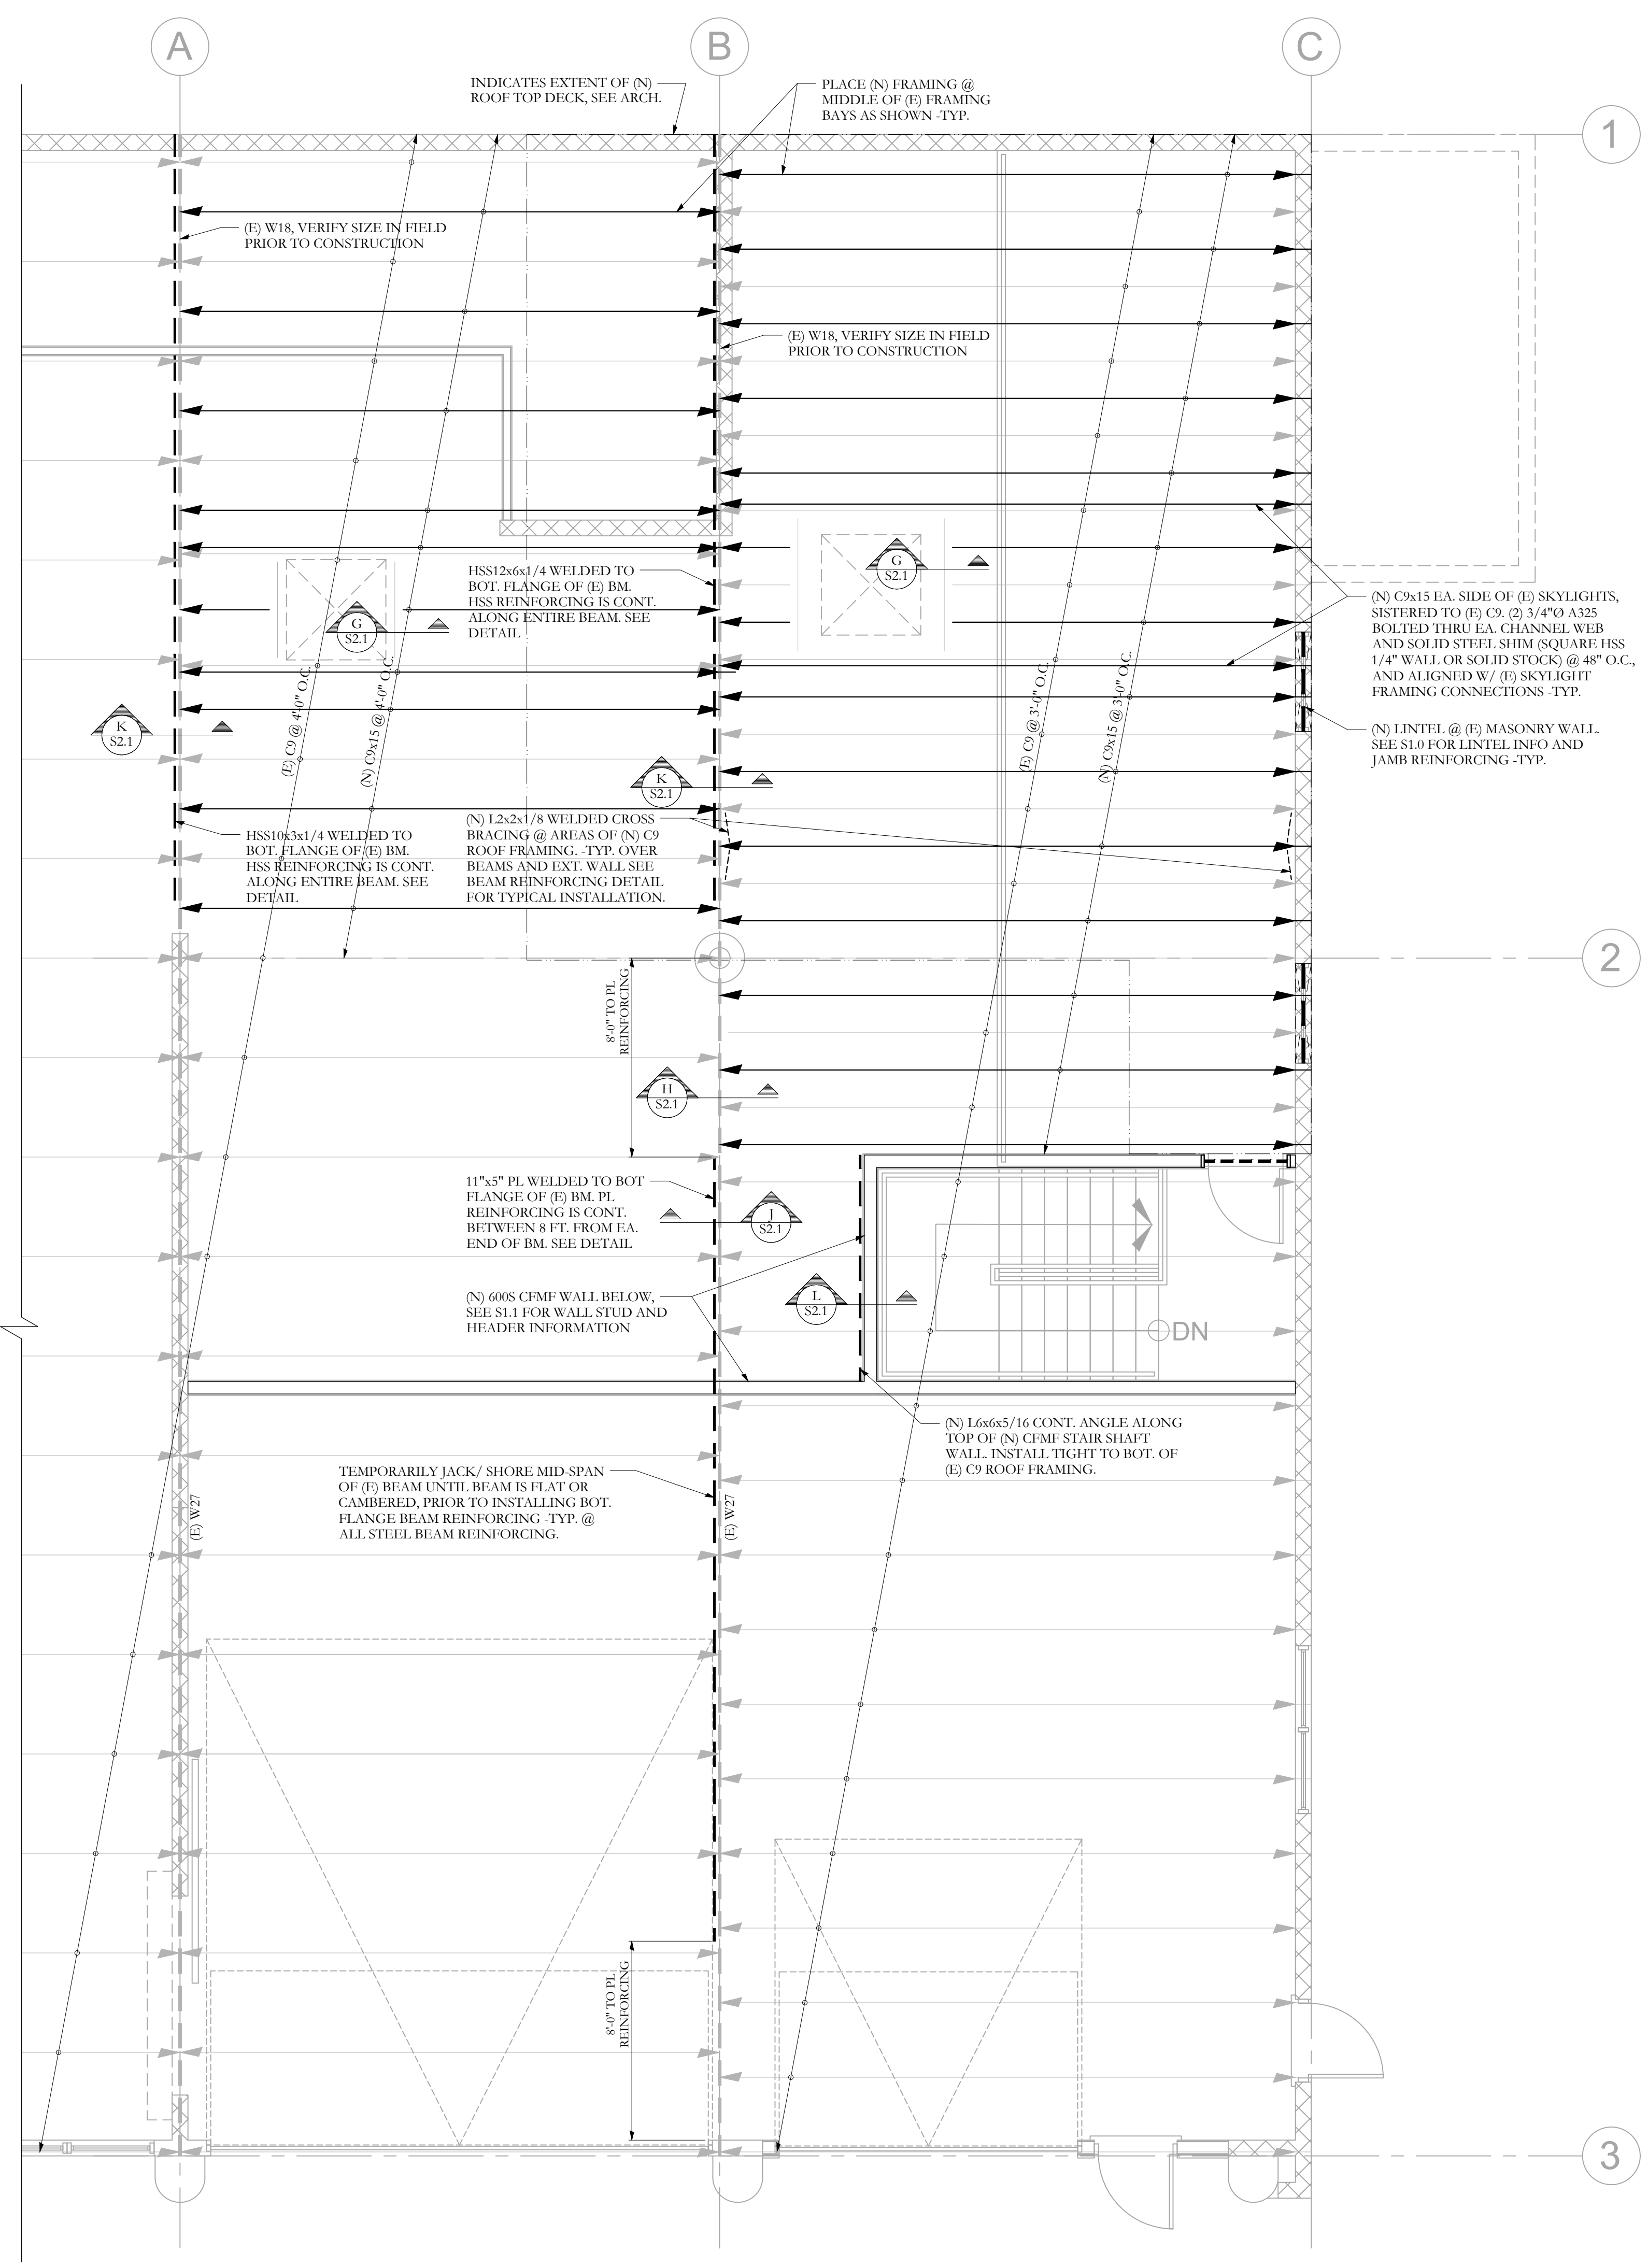 A
B
C
INDICATES EXTENT OF (N)
ROOF TOP DECK, SEE ARCH.
PLACE (N) FRAMING @
MIDDLE OF (E) FRAMING
BAYS AS SHOWN -TYP.
1
(E) W18, VERIFY SIZE IN FIELD
PRIOR TO CONSTRUCTION
(E) W18, VERIFY SIZE IN FIELD
PRIOR TO CONSTRUCTION
HSS12x6x1/4 WELDED TO
BOT. FLANGE OF (E) BM.
HSS REINFORCING IS CONT.
ALONG ENTIRE BEAM. SEE
DETAIL
G
S2.1
G
S2.1
(N) C9x15 EA. SIDE OF (E) SKYLIGHTS,
SISTERED TO (E) C9. (2) 3/4"Ø A325
BOLTED THRU EA. CHANNEL WEB
AND SOLID STEEL SHIM (SQUARE HSS
1/4" WALL OR SOLID STOCK) @ 48" O.C.,
AND ALIGNED W/ (E) SKYLIGHT
FRAMING CONNECTIONS -TYP.
(E) C9 @ 4'-0" O.C.
(N) C9x15 @ 4'-0" O.C.
(E) C9 @ 3'-0" O.C.
(N) C9x15 @ 3'-0" O.C.
K
S2.1
K
S2.1
(N) LINTEL @ (E) MASONRY WALL.
SEE S1.0 FOR LINTEL INFO AND
JAMB REINFORCING -TYP.
HSS10x3x1/4 WELDED TO
BOT. FLANGE OF (E) BM.
HSS REINFORCING IS CONT.
ALONG ENTIRE BEAM. SEE
DETAIL
(N) L2x2x1/8 WELDED CROSS
BRACING @ AREAS OF (N) C9
ROOF FRAMING. -TYP. OVER
BEAMS AND EXT. WALL SEE
BEAM REINFORCING DETAIL
FOR TYPICAL INSTALLATION.
2
8'-0" TO PL
REINFORCING
H
S2.1
11"x5" PL WELDED TO BOT
FLANGE OF (E) BM. PL
REINFORCING IS CONT.
BETWEEN 8 FT. FROM EA.
END OF BM. SEE DETAIL
J
S2.1
(N) 600S CFMF WALL BELOW,
SEE S1.1 FOR WALL STUD AND
HEADER INFORMATION
L
S2.1
DN
(N) L6x6x5/16 CONT. ANGLE ALONG
TOP OF (N) CFMF STAIR SHAFT
WALL. INSTALL TIGHT TO BOT. OF
(E) C9 ROOF FRAMING.
TEMPORARILY JACK/ SHORE MID-SPAN
OF (E) BEAM UNTIL BEAM IS FLAT OR
CAMBERED, PRIOR TO INSTALLING BOT.
FLANGE BEAM REINFORCING -TYP. @
ALL STEEL BEAM REINFORCING.
(E) W27
(E) W27
8'-0" TO PL
REINFORCING
3